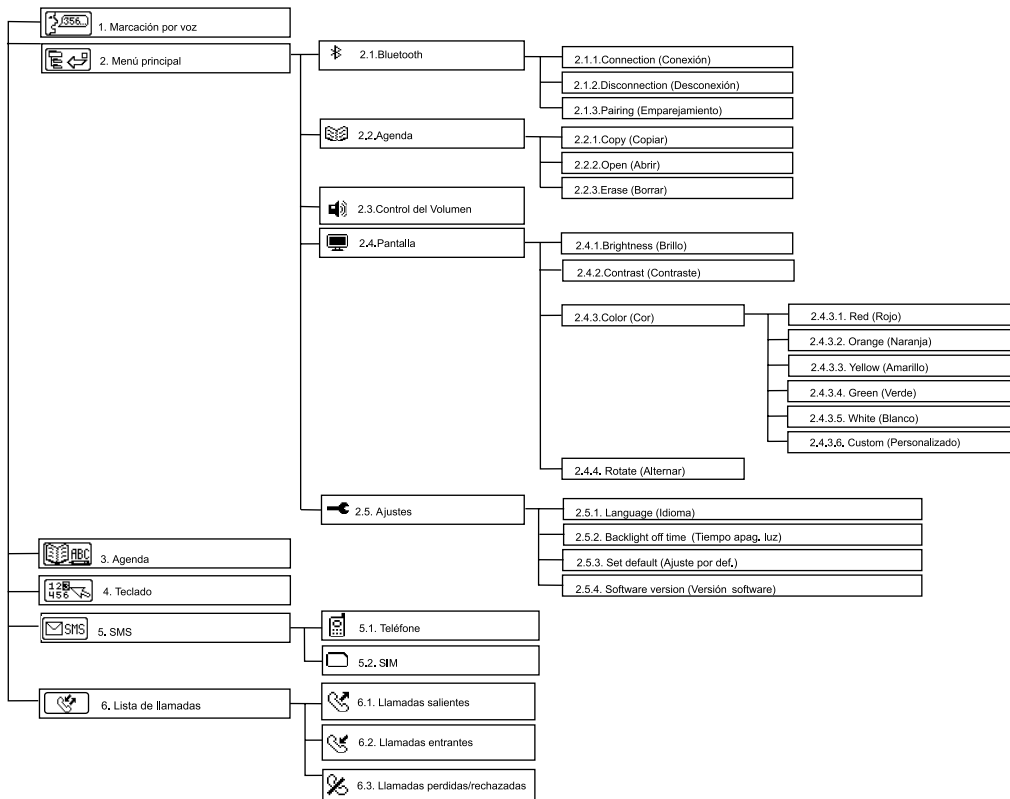 356...
1. Marcación por voz
2. Menú principal
2.1.Bluetooth
2.1.1.Connection (Conexión)
2.1.2.Disconnection (Desconexión)
2.1.3.Pairing (Emparejamiento)
2.2.Agenda
2.2.1.Copy (Copiar)
2.2.2.Open (Abrir)
2.2.3.Erase (Borrar)
2.3.Control del Volumen
2.4.Pantalla
2.4.1.Brightness (Brillo)
2.4.2.Contrast (Contraste)
2.4.3.Color (Cor)
2.4.3.1. Red (Rojo)
2.4.3.2. Orange (Naranja)
2.4.3.3. Yellow (Amarillo)
2.4.3.4. Green (Verde)
2.4.3.5. White (Blanco)
2.4.3.6. Custom (Personalizado)
2.4.4. Rotate (Alternar)
2.5. Ajustes
2.5.1. Language (Idioma)
2.5.2. Backlight off time (Tiempo apag. luz)
2.5.3. Set default (Ajuste por def.)
2.5.4. Software version (Versión software)
ABC
3. Agenda
123
456
4. Teclado
SMS
5. SMS
5.1. Teléfone
5.2. SIM
6. Lista de llamadas
6.1. Llamadas salientes
6.2. Llamadas entrantes
6.3. Llamadas perdidas/rechazadas